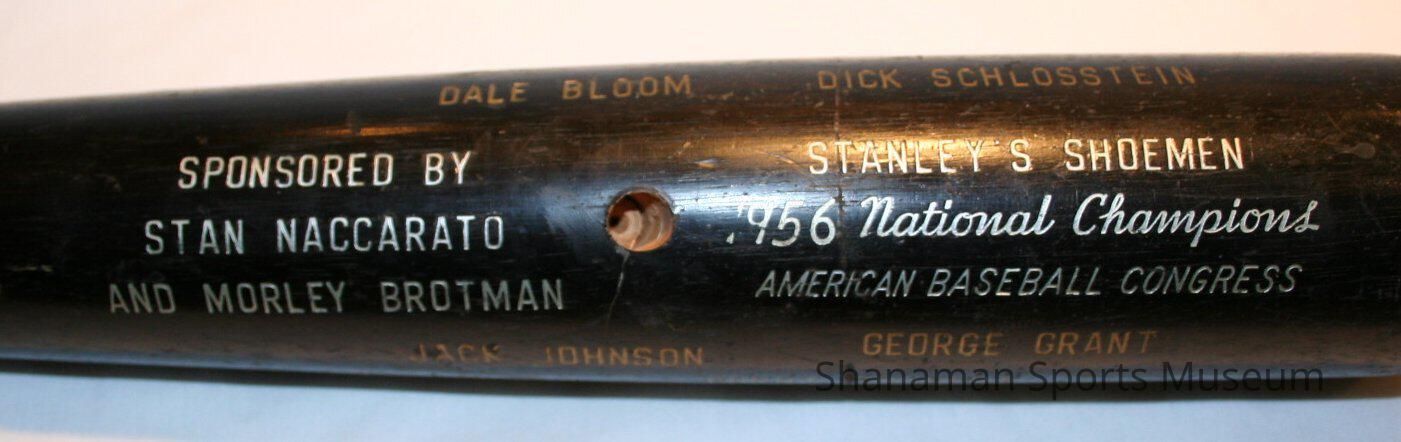 DALE BLOOM DICK SCHLOSSTEIN
SPONSORED BY
STAN NACCARATO
AND MORLEY BROTMAN
STANLEY'S SHOEMEN
1956 National Champions
AMERICAN BASEBALL CONGRESS
JACK JOHNSON GEORGE GRANT
Shanaman Sports Museum